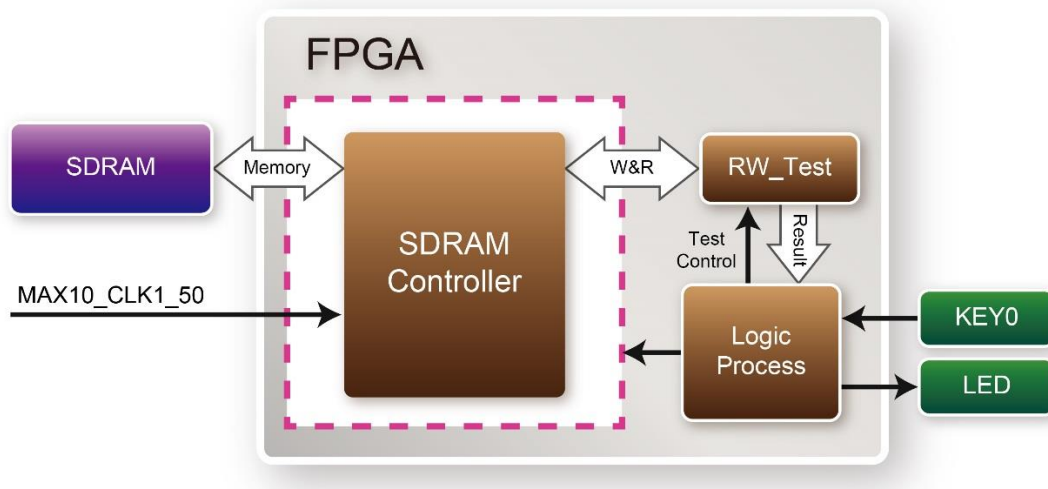 FPGA
SDRAM
Memory
SDRAM
Controller
W&R
RW_Test
Test
Control
Result
MAX10_CLK1_50
Logic
Process
KEY0
LED